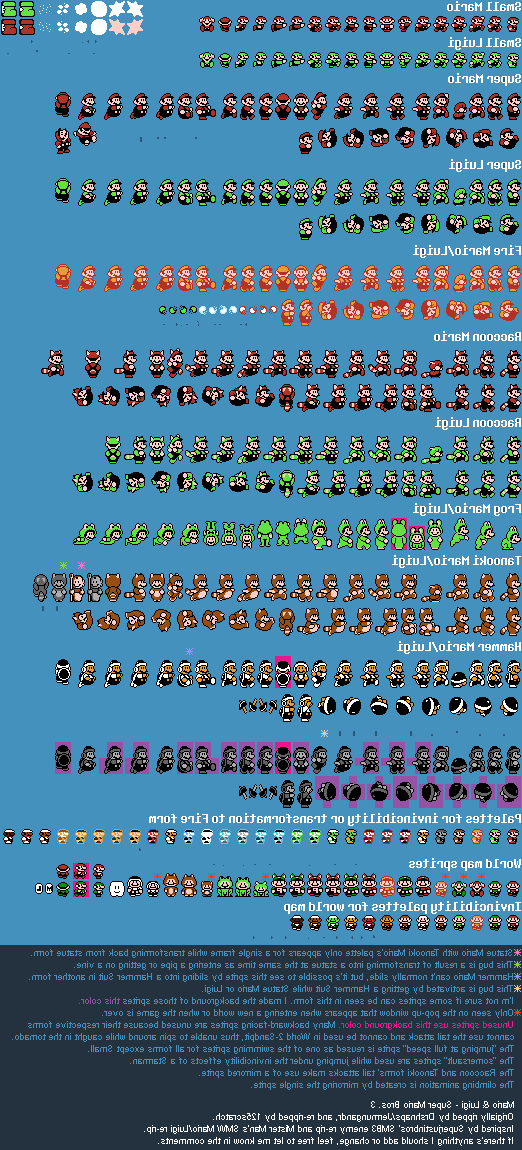 Small Mario
Small Luigi
Super Mario
Super Luigi
Fire Mario/Luigi
Raccoon Mario
Raccoon Luigi
Frog Mario/Luigi
Tanooki Mario/Luigi
Hammer Mario/Luigi
Palettes for invincibility or transformation to Fire form
World map sprites
Invincibility palettes for world map
Statue Mario with Tanooki Mario's palette only appears for a single frame while transforming back from statue form.
This bug is a result of transforming into a statue at the same time as entering a pipe or getting on a vine.
Hammer Mario can't normally slide, but it's possible to see this sprite by sliding into a Hammer Suit in another form.
This bug is activated by getting a Hammer Suit while Statue Mario or Luigi.
I'm not sure if some sprites can be seen in this form. I made the background of those sprites this color.
Only seen on the pop-up window that appears when entering a new world or when the game is over.
Unused sprites use this background color. Many backward-facing sprites are unused because their respective forms
cannot use the tail attack and cannot be used in World 2-Sandpit, thus unable to spin around while caught in the tornado.
The "jumping at full speed" sprite is reused as one of the swimming sprites for all forms except Small.
The "somersault" sprites are used while jumping under the invincibility effects of a Starman.
The Raccoon and Tanooki forms' tail attacks make use of a mirrored sprite.
The climbing animation is created by mirroring the single sprite.
Mario & Luigi - Super Mario Bros. 3
Originally ripped by Drshnaps/Jermungandr, and re-ripped by 125scratch.
Inspired by Superjustinbros' SMB3 enemy re-rip and Mister Man's SMW Mario/Luigi re-rip.
If there's anything I should add or change, feel free to let me know in the comments.